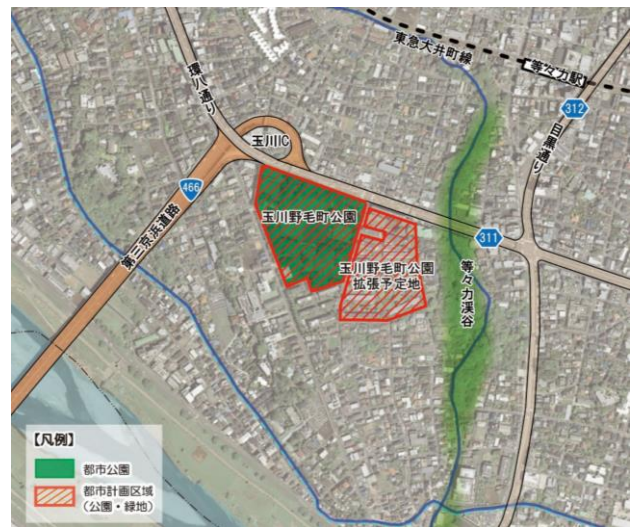 東急大井町線
【等々力駅】
環八通り
312
玉川IC
目黒通り
466
玉川野毛町公園
第三京浜道路
311
玉川野毛町公園
拡張予定地
等々力渓谷
【凡例】
都市公園
都市計画区域
(公園・緑地)